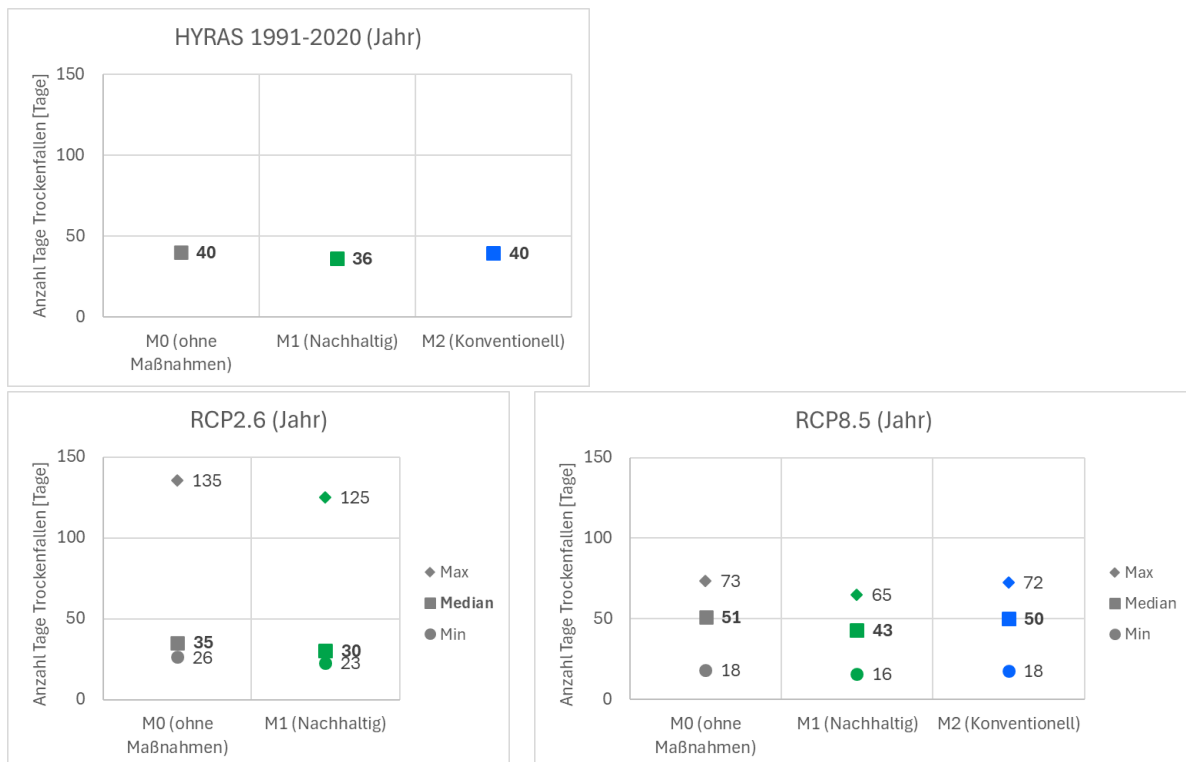 HYRAS 1991-2020 (Jahr)
Anzahl Tage Trockenfallen [Tage]
150
100
50
0
40
36
40
M0 (ohne
Maßnahmen)
M1 (Nachhaltig)
M2 (Konventionell)
RCP2.6 (Jahr)
Anzahl Tage Trockenfallen [Tage]
150
100
50
0
135
125
35
30
26
23
M0 (ohne
Maßnahmen)
M1 (Nachhaltig)
Max
Median
Min
RCP8.5 (Jahr)
Anzahl Tage Trockenfallen [Tage]
150
100
50
0
73
65
72
51
43
50
18
16
18
M0 (ohne
Maßnahmen)
M1 (Nachhaltig)
M2 (Konventionell)
Max
Median
Min